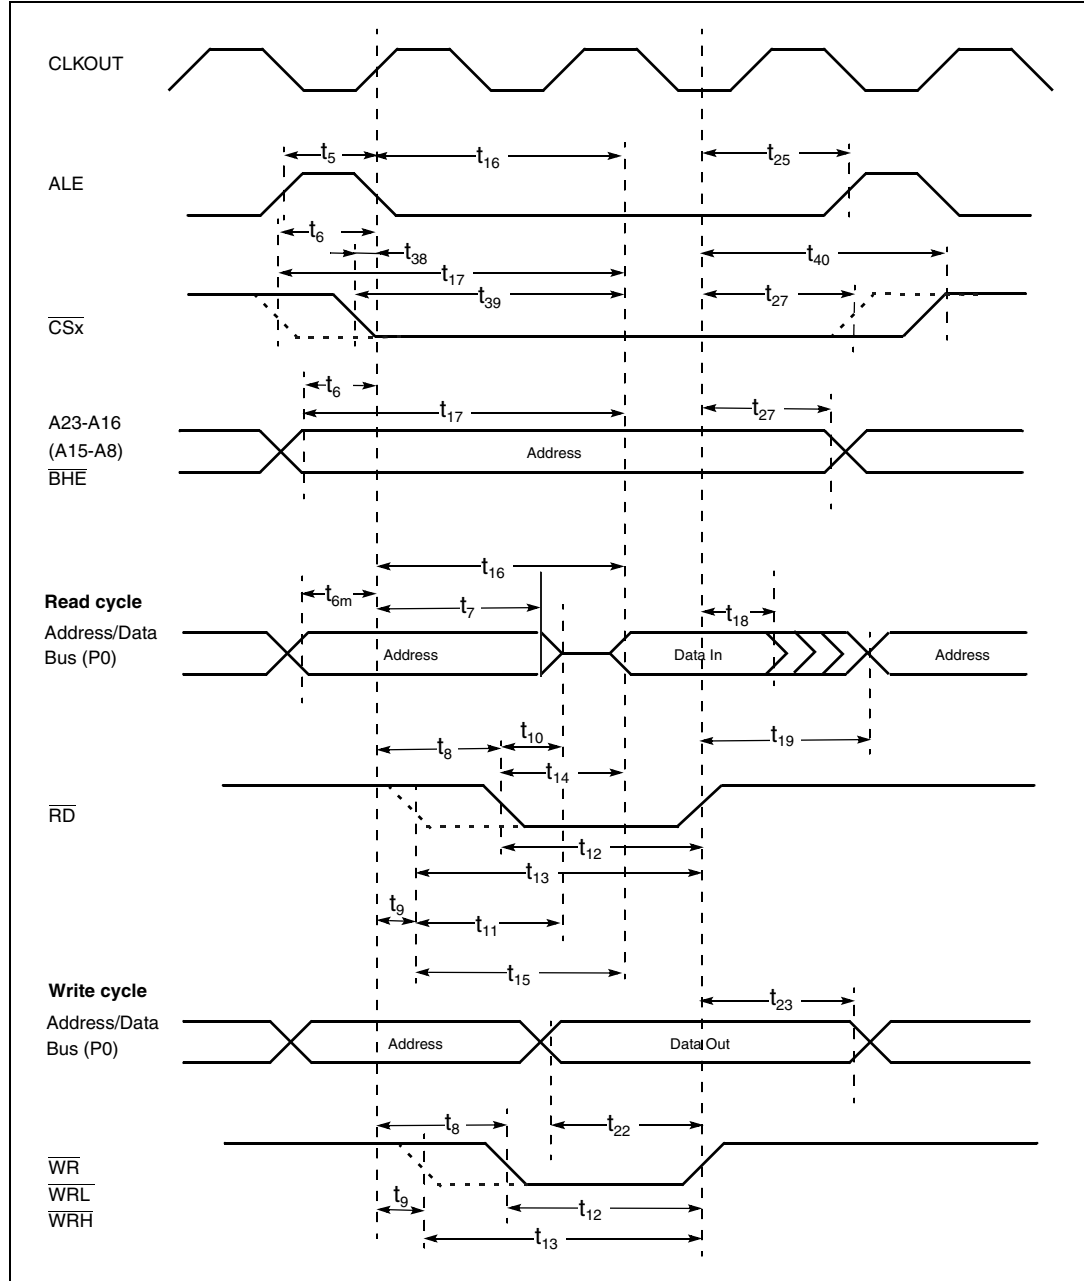 CLKOUT
t5 t16 t25
ALE
t6
t38 t40
t17
t39 t27
CSx
t6
A23-A16 t17 t27
(A15-A8) Address
BHE
t16
Read cycle t6m t7 t18
Address/Data
Bus (P0) Address Data In Address
t8 t10 t19
t14
RD
t12
t13
t9 t11
t15
Write cycle
t23
Address/Data
Bus (P0) Address Data Out
t8 t22
WR
WRL t9 t12
WRH
t13